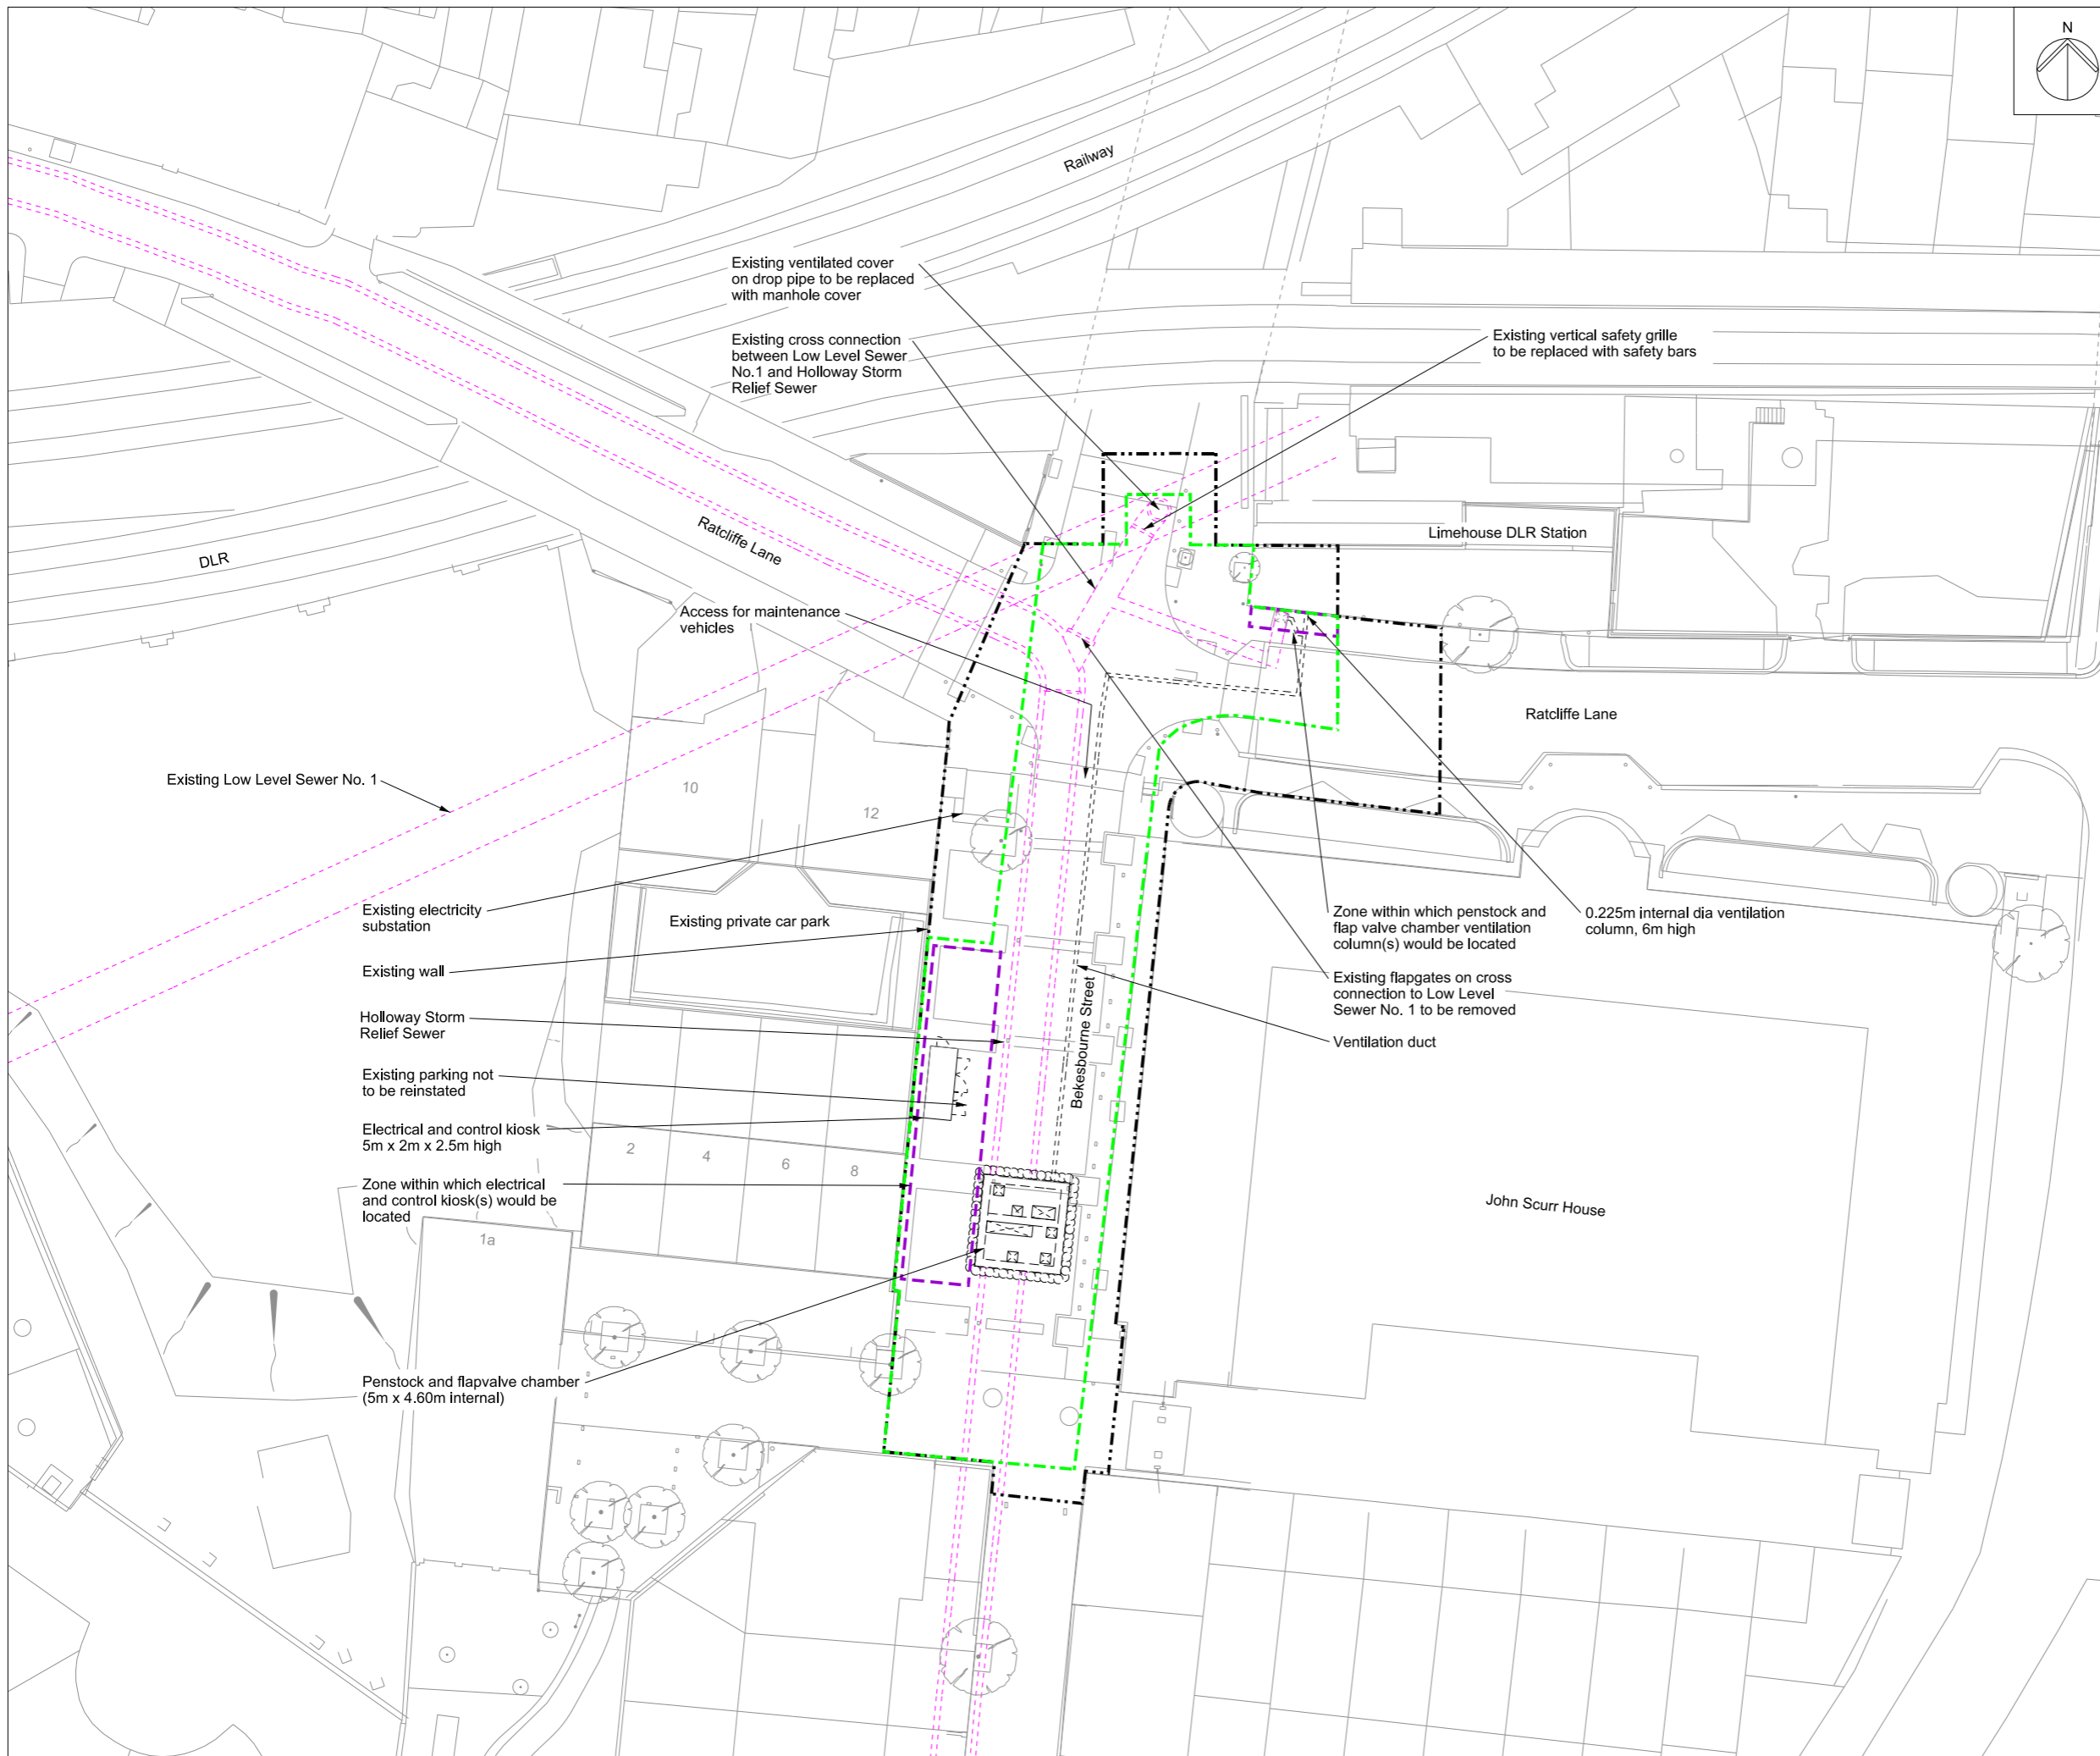 N
Railway
Existing ventilated cover
on drop pipe to be replaced
with manhole cover
Existing cross connection
between Low Level Sewer
No.1 and Holloway Storm
Relief Sewer
Existing vertical safety grille
to be replaced with safety bars
Ratcliffe Lane
Limehouse DLR Station
DLR
Access for maintenance
vehicles
Ratcliffe Lane
Existing Low Level Sewer No. 1
10
12
Existing electricity
substation
Existing private car park
Zone within which penstock and
flap valve chamber ventilation
column(s) would be located
0.225m internal dia ventilation
column, 6m high
Existing wall
Existing flapgates on cross
connection to Low Level
Sewer No. 1 to be removed
Holloway Storm
Relief Sewer
Bekesbourne Street
Ventilation duct
Existing parking not
to be reinstated
Electrical and control kiosk
5m x 2m x 2.5m high
2
4
6
8
Zone within which electrical
and control kiosk(s) would be
located
John Scurr House
1a
Penstock and flapvalve chamber
(5m x 4.60m internal)